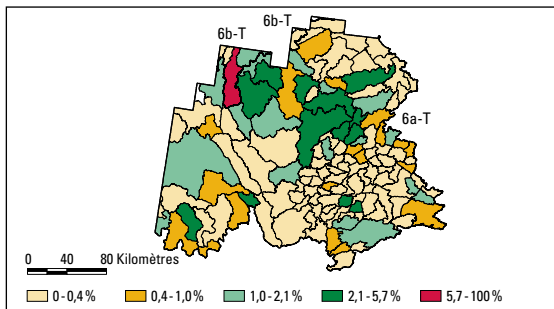 6b-T
6b-T
6a-T
0 40 80 Kilomètres
0 - 0,4 % 0,4 - 1,0 % 1,0 - 2,1 % 2,1 - 5,7 % 5,7 - 100 %